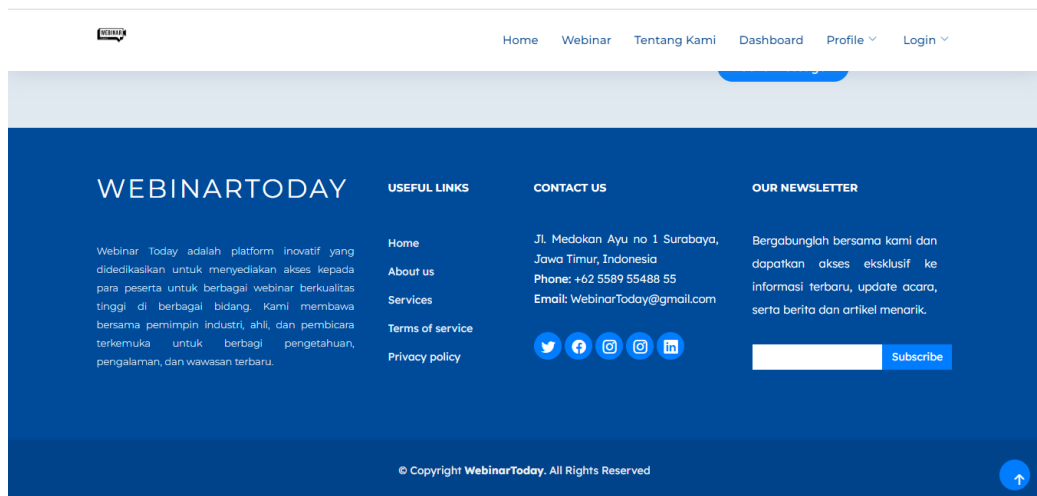 WEBINAR
Home Webinar Tentang Kami Dashboard Profile Login
WEBINARTODAY
Webinar Today adalah platform inovatif yang
didedikasikan untuk menyediakan akses kepada
para peserta untuk berbagai webinar berkualitas
tinggi di berbagai bidang. Kami membawa
bersama pemimpin industri, ahli, dan pembicara
terkemuka untuk berbagi pengetahuan,
pengalaman, dan wawasan terbaru.
USEFUL LINKS
Home
About us
Services
Terms of service
Privacy policy
CONTACT US
Jl. Medokan Ayu no 1 Surabaya,
Jawa Timur, Indonesia
Phone: +62 5589 55488 55
Email: WebinarToday@gmail.com
OUR NEWSLETTER
Bergabunglah bersama kami dan
dapatkan akses eksklusif ke
informasi terbaru, update acara,
serta berita dan artikel menarik.
Subscribe
© Copyright WebinarToday. All Rights Reserved